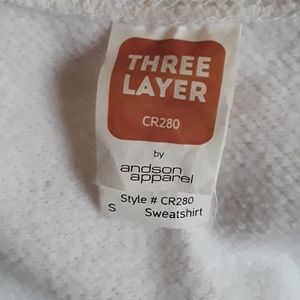 THREE
LAYER
CR280
by
andson
apparel
Style # CR280
S Sweatshirt